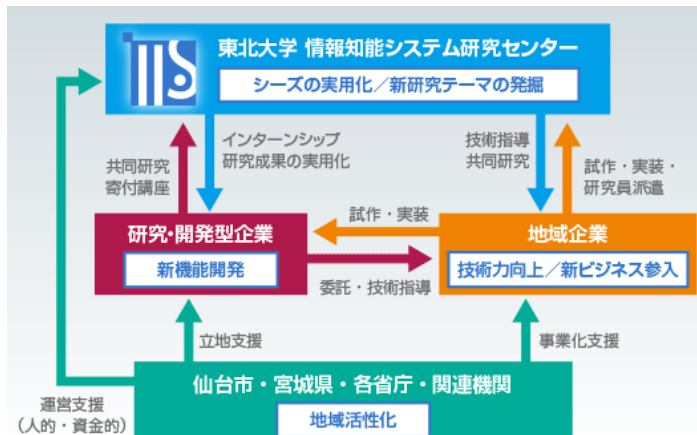 IIS
東北大学 情報知能システム研究センター
シーズの実用化／新研究テーマの発掘
共同研究
寄付講座
インターンシップ
研究成果の実用化
技術指導
共同研究
試作・実装・
研究員派遣
研究・開発型企業
新機能開発
試作・実装
委託・技術指導
地域企業
技術力向上／新ビジネス参入
立地支援
事業化支援
仙台市・宮城県・各省庁・関連機関
地域活性化
運営支援
（人的・資金的）